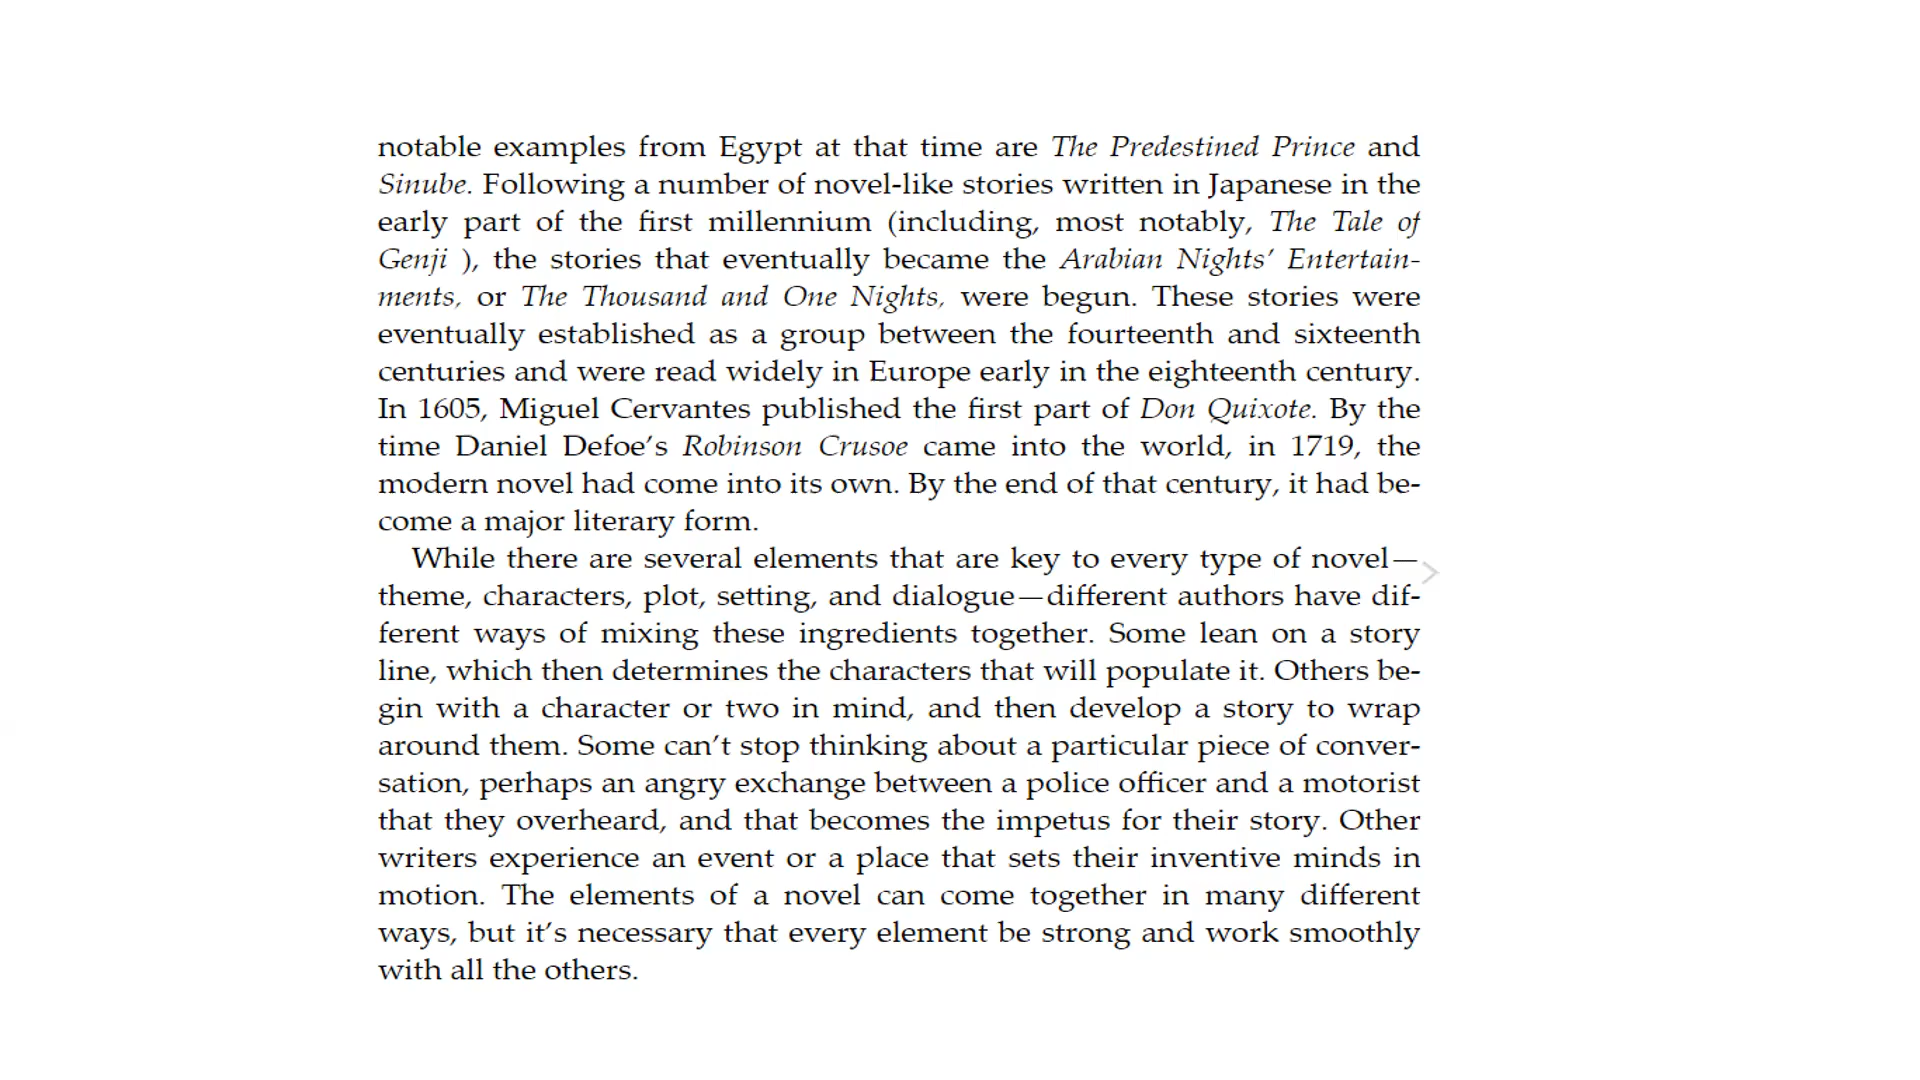 notable examples from Egypt at that time are The Predestined Prince and
Sinube. Following a number of novel-like stories written in Japanese in the
early part of the first millennium (including, most notably, The Tale of
Genji ), the stories that eventually became the Arabian Nights’ Entertain-
ments, or The Thousand and One Nights, were begun. These stories were
eventually established as a group between the fourteenth and sixteenth
centuries and were read widely in Europe early in the eighteenth century.
In 1605, Miguel Cervantes published the first part of Don Quixote. By the
time Daniel Defoe’s Robinson Crusoe came into the world, in 1719, the
modern novel had come into its own. By the end of that century, it had be-
come a major literary form.
While there are several elements that are key to every type of novel—
theme, characters, plot, setting, and dialogue—different authors have dif-
ferent ways of mixing these ingredients together. Some lean on a story
line, which then determines the characters that will populate it. Others be-
gin with a character or two in mind, and then develop a story to wrap
around them. Some can’t stop thinking about a particular piece of conver-
sation, perhaps an angry exchange between a police officer and a motorist
that they overheard, and that becomes the impetus for their story. Other
writers experience an event or a place that sets their inventive minds in
motion. The elements of a novel can come together in many different
ways, but it’s necessary that every element be strong and work smoothly
with all the others.